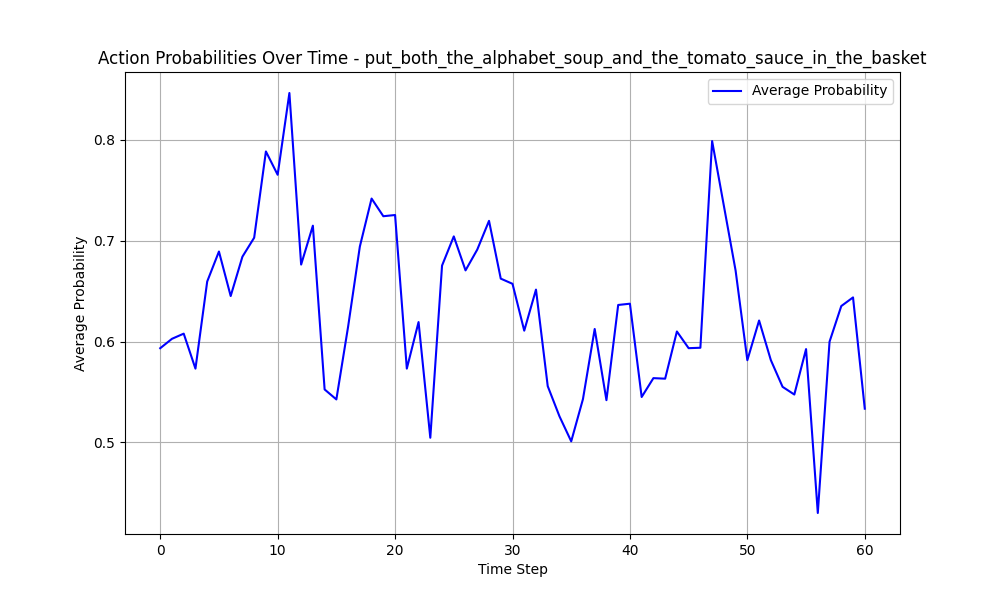 Action Probabilities Over Time - put_both_the_alphabet_soup_and_the_tomato_sauce_in_the_basket
Average Probability
0.8
0.7
0.6
0.5
Average Probability
0 10 20 30 40 50 60
Time Step